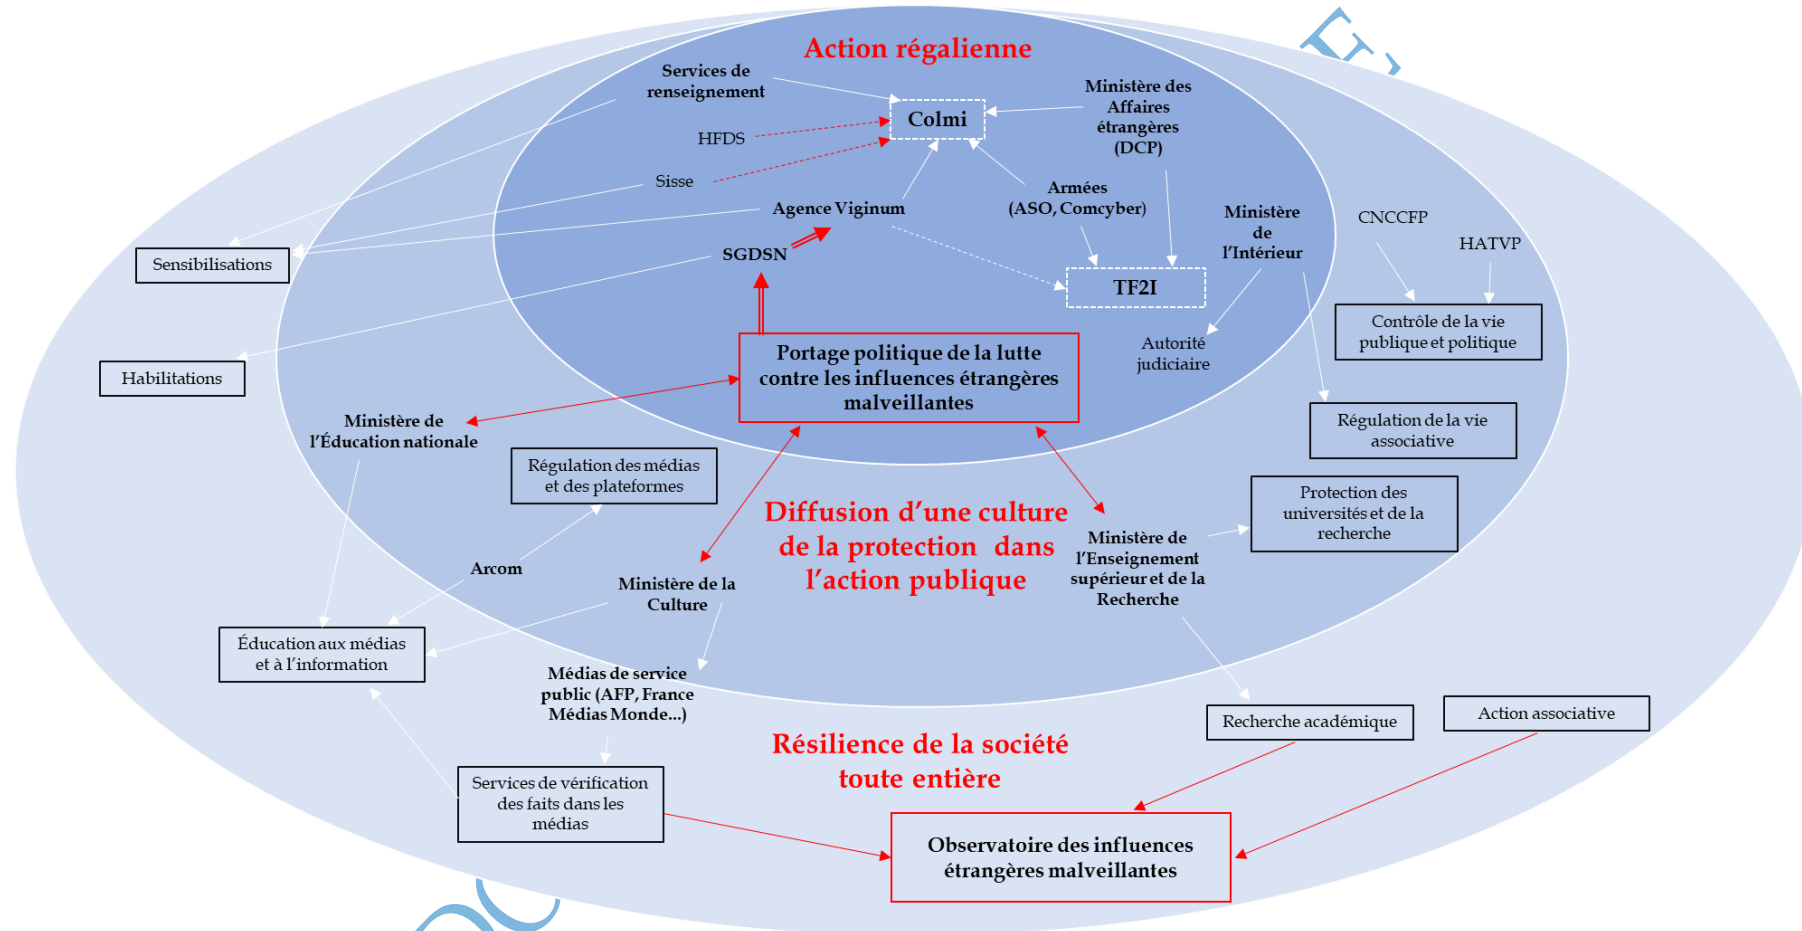 Action régalienne
Services de
renseignement
Ministère des
Affaires
étrangères
(DCP)
Colmi
HFDS
Sisse
Armées
(ASO, Comcyber)
Agence Viginum
Ministère
de
l’Intérieur
CNCCFP
HATVP
SGDSN
Sensibilisations
TF2I
Contrôle de la vie
publique et politique
Autorité
judiciaire
Portage politique de la lutte
contre les influences étrangères
malveillantes
Habilitations
Ministère de
l’Éducation nationale
Régulation de la vie
associative
Régulation des médias
et des plateformes
Protection des
universités et de la
recherche
Diffusion d’une culture
de la protection dans
l’action publique
Ministère de
l’Enseignement
supérieur et de la
Recherche
Arcom
Ministère de la
Culture
Éducation aux médias
et à l’information
Médias de service
public (AFP, France
Médias Monde...)
Recherche académique
Action associative
Résilience de la société
toute entière
Services de vérification
des faits dans les
médias
Observatoire des influences
étrangères malveillantes